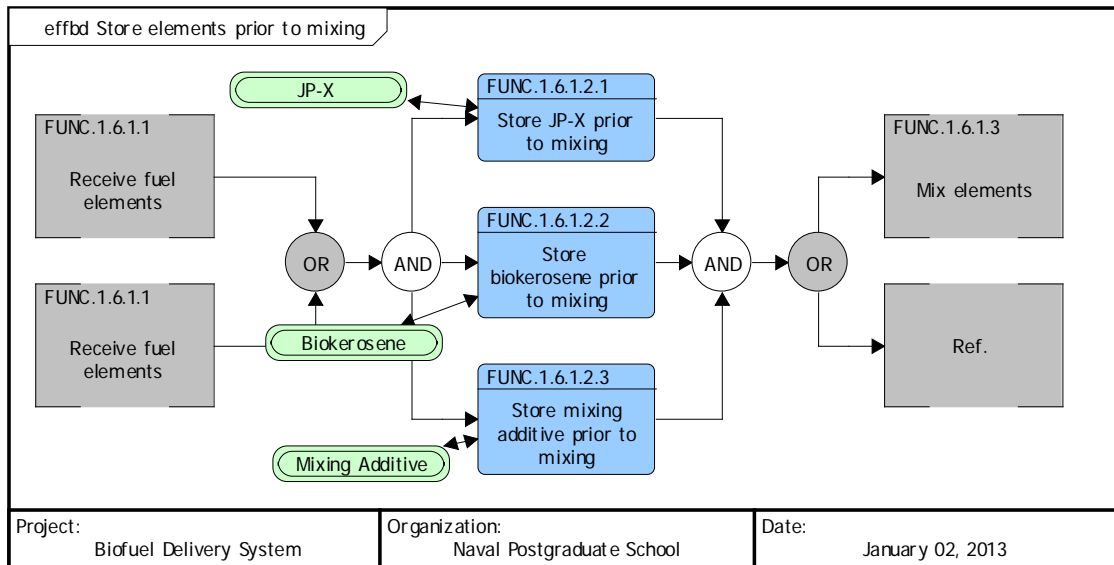 effbd Store elements prior to mixing
JP-X
FUNC.1.6.1.2.1
Store JP-X prior
to mixing
FUNC.1.6.1.1
Receive fuel
elements
FUNC.1.6.1.3
Mix elements
FUNC.1.6.1.2.2
Store
biokerosene prior
to mixing
OR
AND
AND
OR
FUNC.1.6.1.1
Receive fuel
elements
Biokerosene
Ref.
FUNC.1.6.1.2.3
Store mixing
additive prior to
mixing
Mixing Additive
Project:
Biofuel Delivery System
Organization:
Naval Postgraduate School
Date:
January 02, 2013